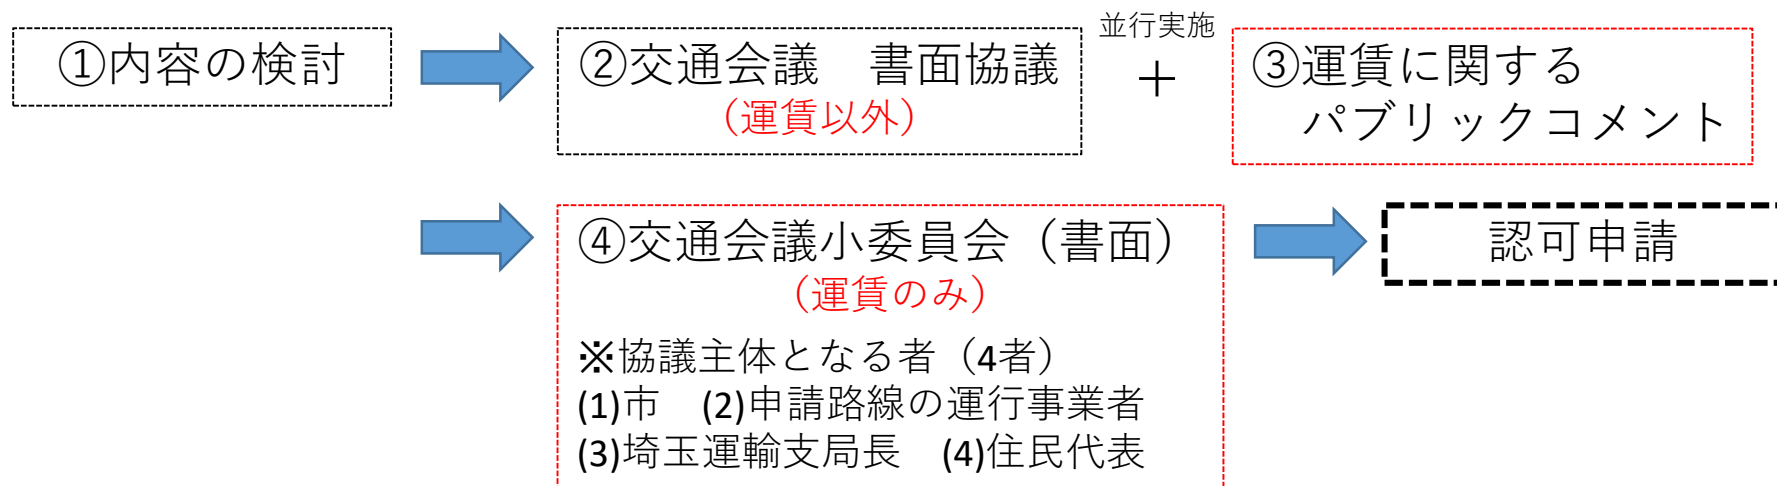 ①内容の検討
②交通会議　書面協議
（運賃以外）
並行実施
＋
③運賃に関する
パブリックコメント
④交通会議小委員会（書面）
（運賃のみ）
※協議主体となる者（4者）
(1)市　(2)申請路線の運行事業者
(3)埼玉運輸支局長　(4)住民代表
認可申請